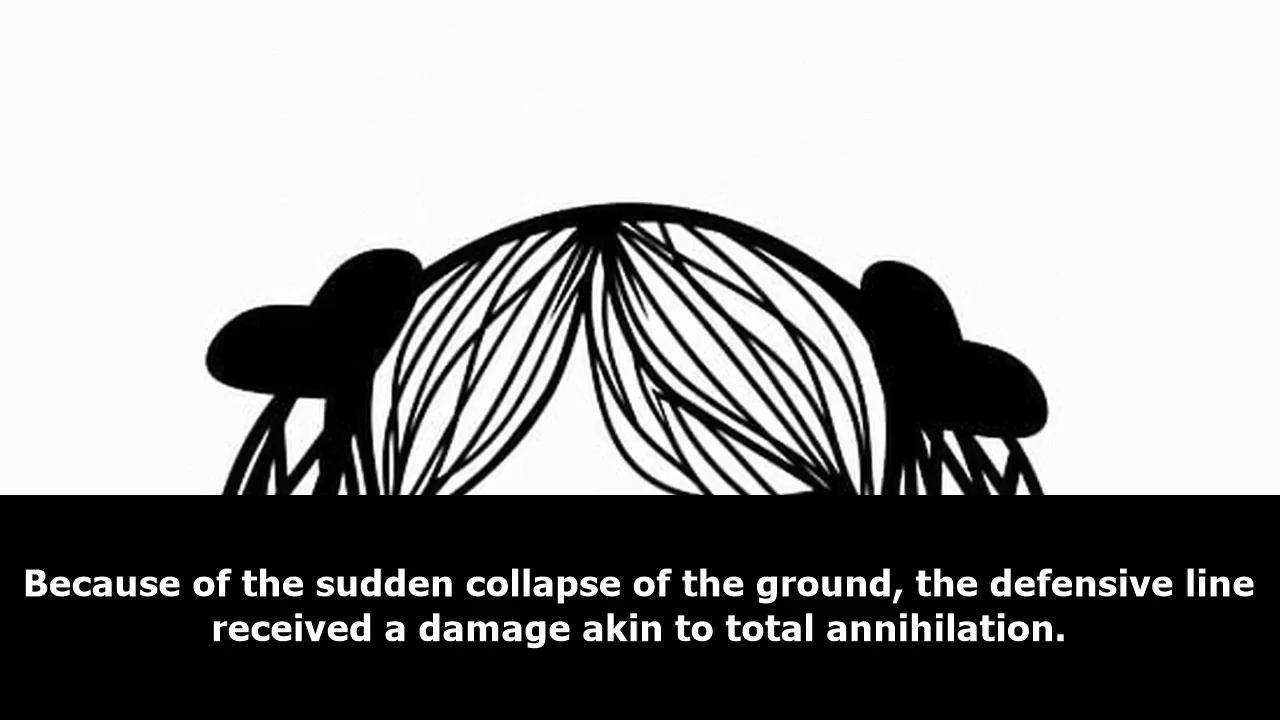 Because of the sudden collapse of the ground, the defensive line
received a damage akin to total annihilation.